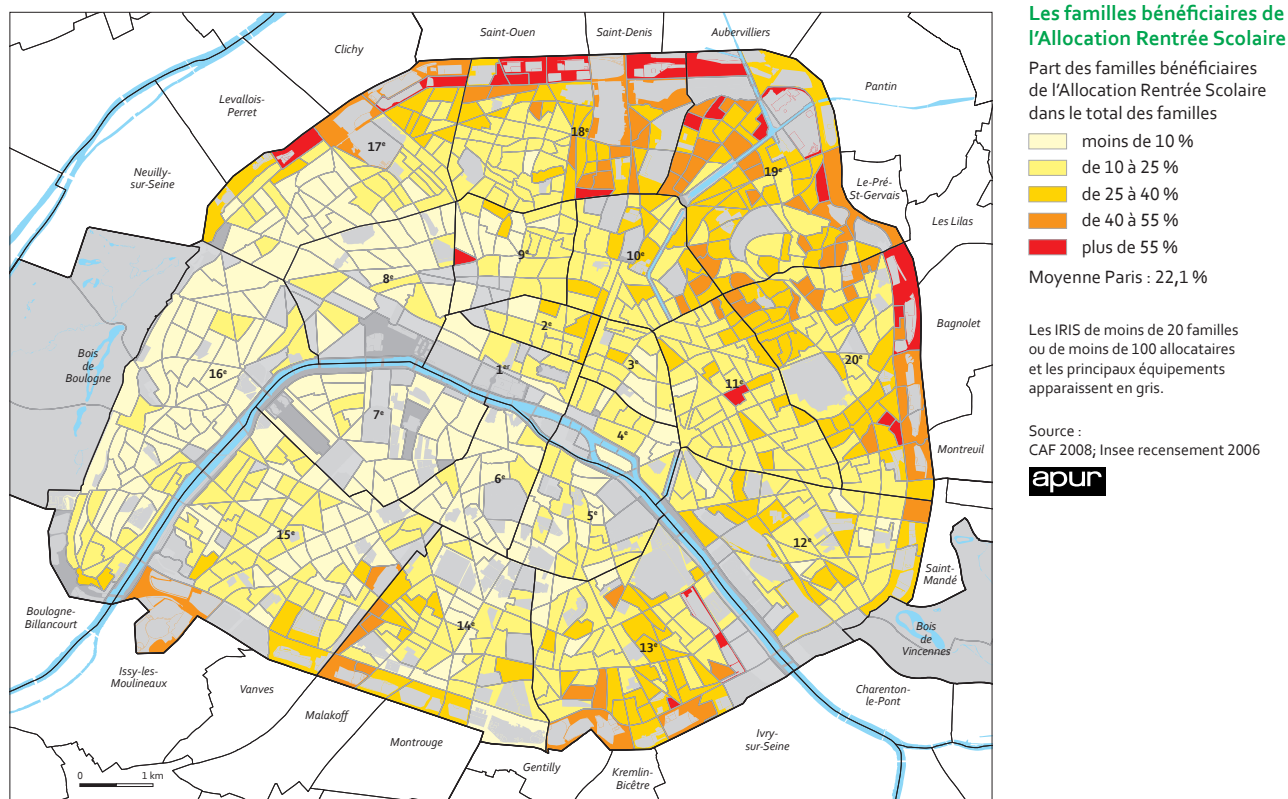 Les familles bénéficiaires de
l'Allocation Rentrée Scolaire
Part des familles bénéficiaires
de l'Allocation Rentrée Scolaire
dans le total des familles
moins de 10 %
de 10 à 25 %
de 25 à 40 %
de 40 à 55 %
plus de 55 %
Moyenne Paris : 22,1 %
Les IRIS de moins de 20 familles
ou de moins de 100 allocataires
et les principaux équipements
apparaissent en gris.
Source :
CAF 2008; Insee recensement 2006
apur
Clichy
Saint-Ouen
Saint-Denis
Aubervilliers
Pantin
Levallois-
Perret
Neuilly-
sur-Seine
Le-Pré-
St-Gervais
Les Lilas
Bagnolet
Montreuil
Saint-
Mandé
Bois
de
Vincennes
Charenton-
le-Pont
Ivry-
sur-Seine
Kremlin-
Bicêtre
Gentilly
Montrouge
Malakoff
Vanves
Issy-les-
Moulineaux
Boulogne-
Billancourt
Bois
de
Boulogne
17e
18e
19e
8e
9e
10e
2e
1er
3e
11e
20e
16e
7e
4e
6e
5e
15e
12e
14e
13e
0 1 km